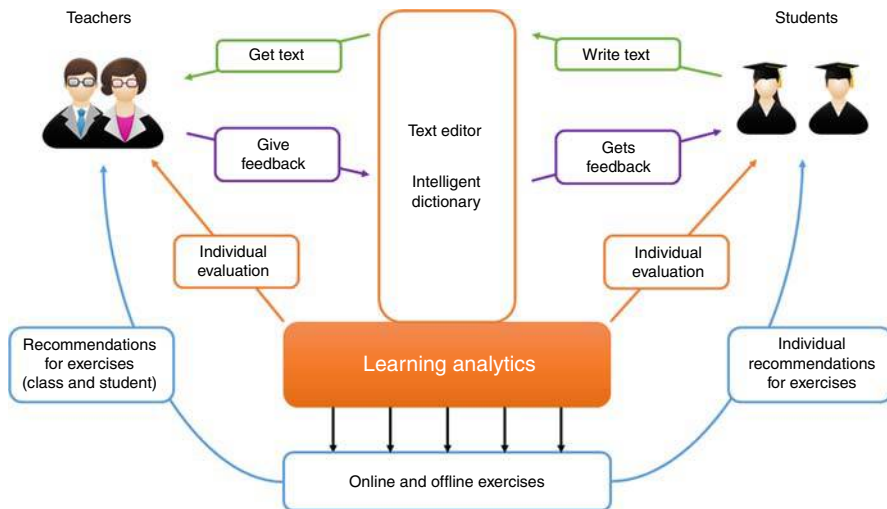 Teachers
Students
Get text
Write text
Give
feedback
Text editor
Intelligent
dictionary
Gets
feedback
Individual
evaluation
Individual
evaluation
Recommendations
for exercises
(class and student)
Learning analytics
Individual
recommendations
for exercises
Online and offline exercises